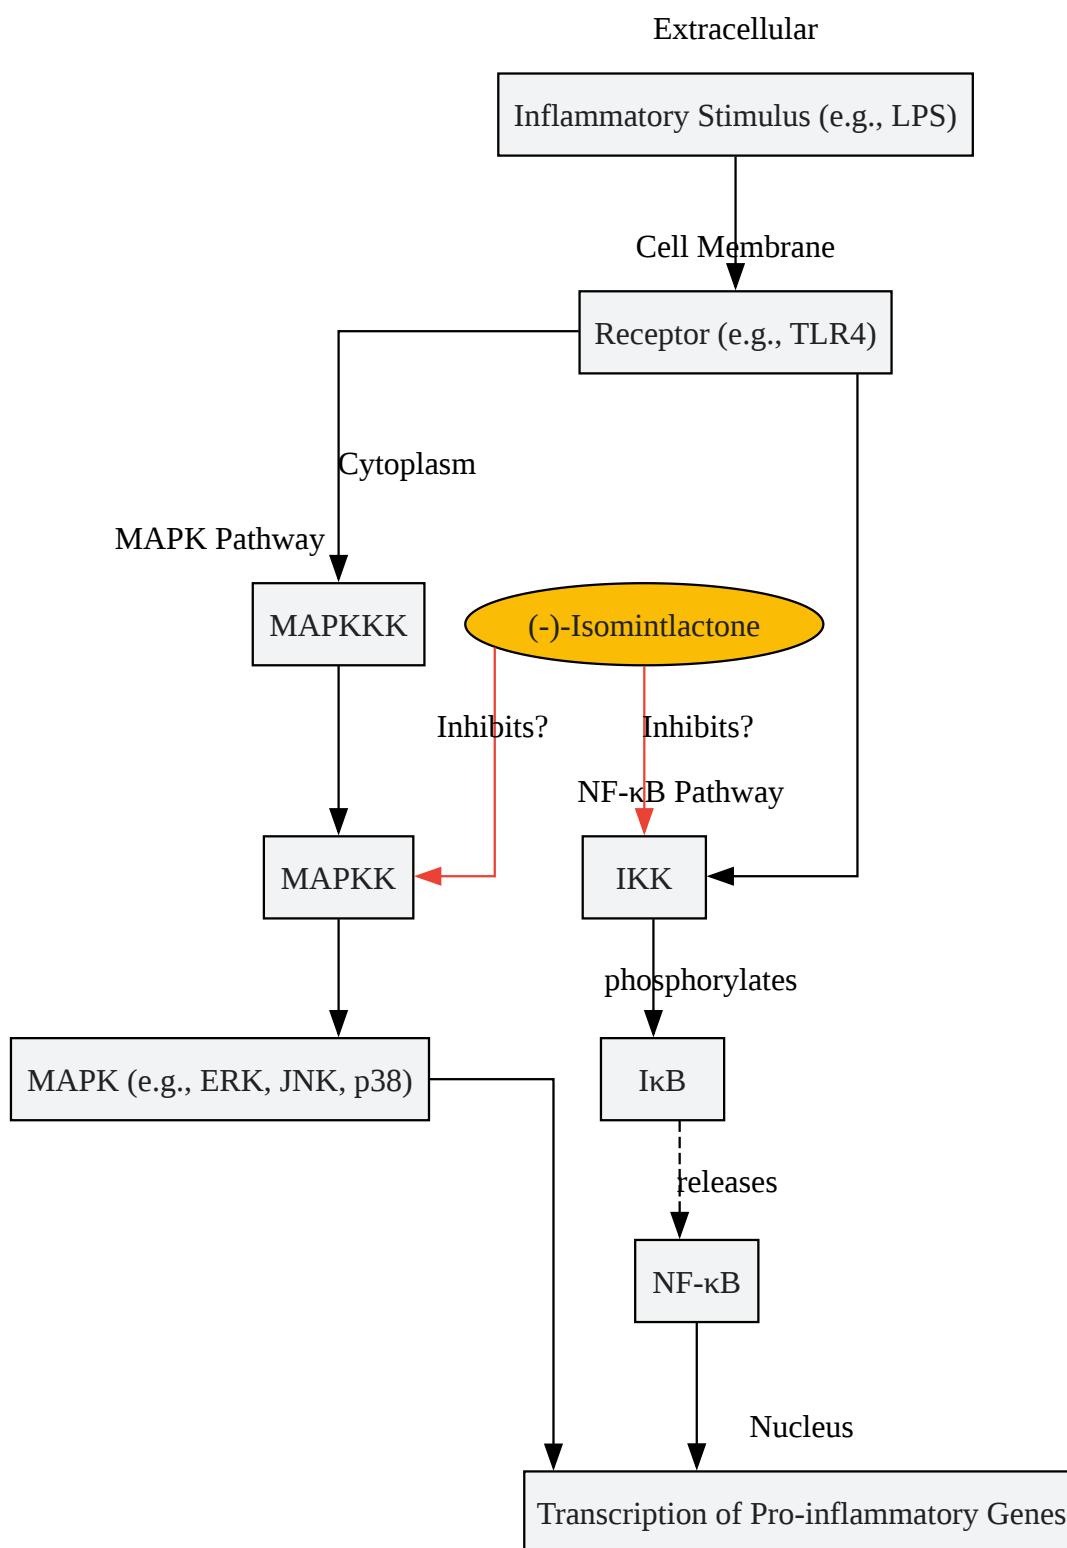 Extracellular
Inflammatory Stimulus (e.g., LPS)
Cell Membrane
Receptor (e.g., TLR4)
Cytoplasm
MAPK Pathway
MAPKKK
(-)-Isomintlactone
Inhibits?
Inhibits?
NF-κB Pathway
MAPKK
IKK
phosphorylates
MAPK (e.g., ERK, JNK, p38)
IκB
releases
NF-κB
Nucleus
Transcription of Pro-inflammatory Genes